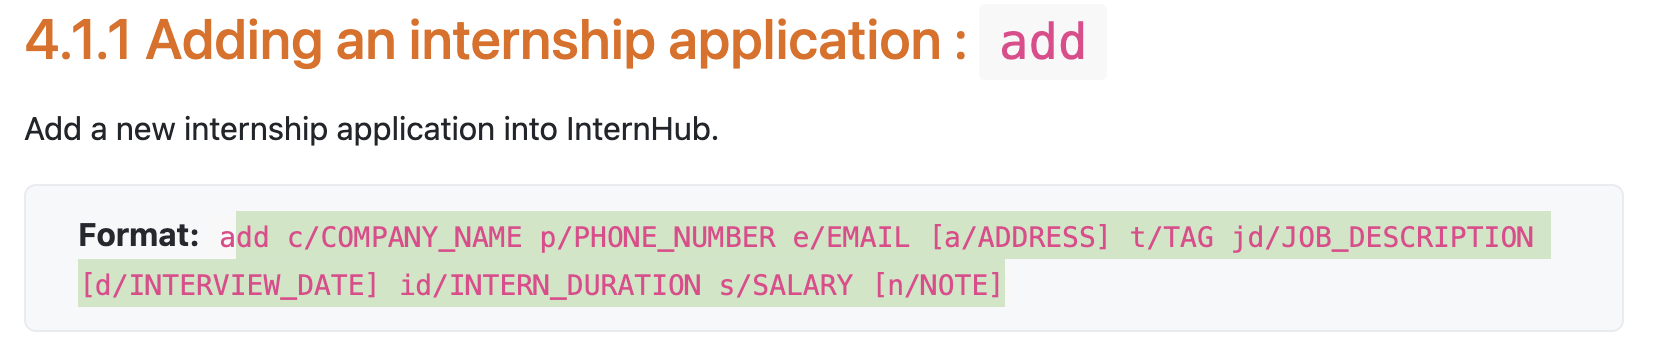 4.1.1 Adding an internship application : add
Add a new internship application into InternHub.
Format: add c/COMPANY_NAME p/PHONE_NUMBER e/EMAIL [a/ADDRESS] t/TAG jd/JOB_DESCRIPTION
[d/INTERVIEW_DATE] id/INTERN_DURATION s/SALARY [n/NOTE]